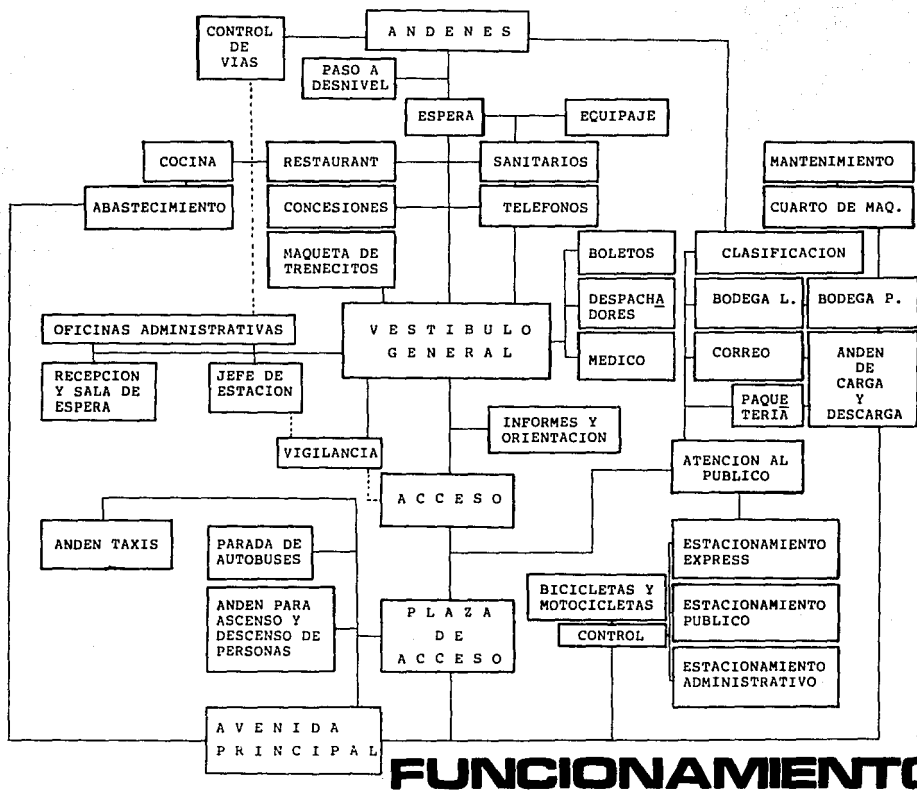 CONTROL
DE
VIAS
A N D E N E S
PASO A
DESNIVEL
ESPERA
EQUIPAJE
COCINA
RESTAURANT
SANITARIOS
MANTENIMIENTO
ABASTECIMIENTO
CONCESIONES
TELEFONOS
CUARTO DE MAQ.
MAQUETA DE
TRENECITOS
BOLETOS
CLASIFICACION
DESPACHA
DORES
BODEGA L.
BODEGA P.
OFICINAS ADMINISTRATIVAS
V E S T I B U L O
G E N E R A L
MEDICO
CORREO
ANDEN
DE
CARGA
Y
DESCARGA
RECEPCION
Y SALA DE
ESPERA
JEFE DE
ESTACION
PAQUE
TERIA
INFORMES Y
ORIENTACION
VIGILANCIA
ATENCION AL
PUBLICO
A C C E S O
ANDEN TAXIS
PARADA DE
AUTOBUSES
ESTACIONAMIENTO
EXPRESS
BICICLETAS Y
MOTOCICLETAS
ANDEN PARA
ASCENSO Y
DESCENSO DE
PERSONAS
P L A Z A
D E
A C C E S O
ESTACIONAMIENTO
PUBLICO
CONTROL
ESTACIONAMIENTO
ADMINISTRATIVO
A V E N I D A
P R I N C I P A L
FUNCIONAMIENTO